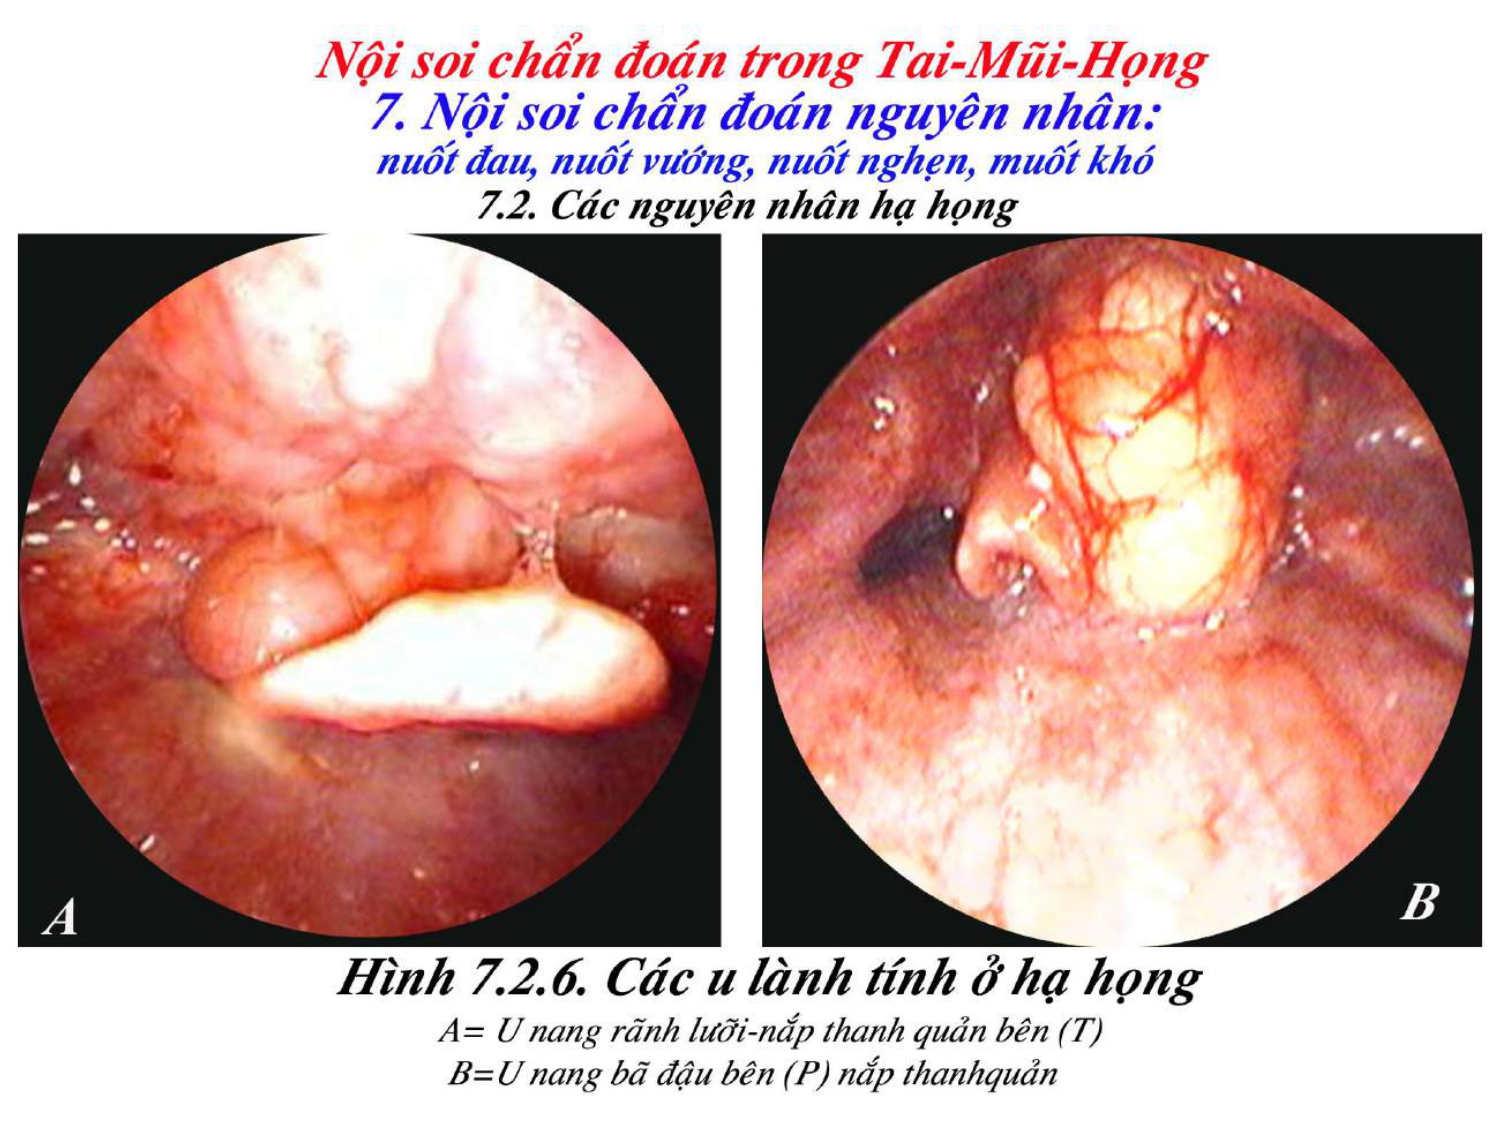 Nội soi chẩn đoán trong Tai-Mũi-Họng
7. Nội soi chẩn đoán nguyên nhân:
nuốt đau, nuốt vướng, nuốt nghẹn, muốt khó
7.2. Các nguyên nhân hạ họng
A
B
Hình 7.2.6. Các u lành tính ở hạ họng
A= U nang rãnh lưỡi-nắp thanh quản bên (T)
B=U nang bã đậu bên (P) nắp thanhquản